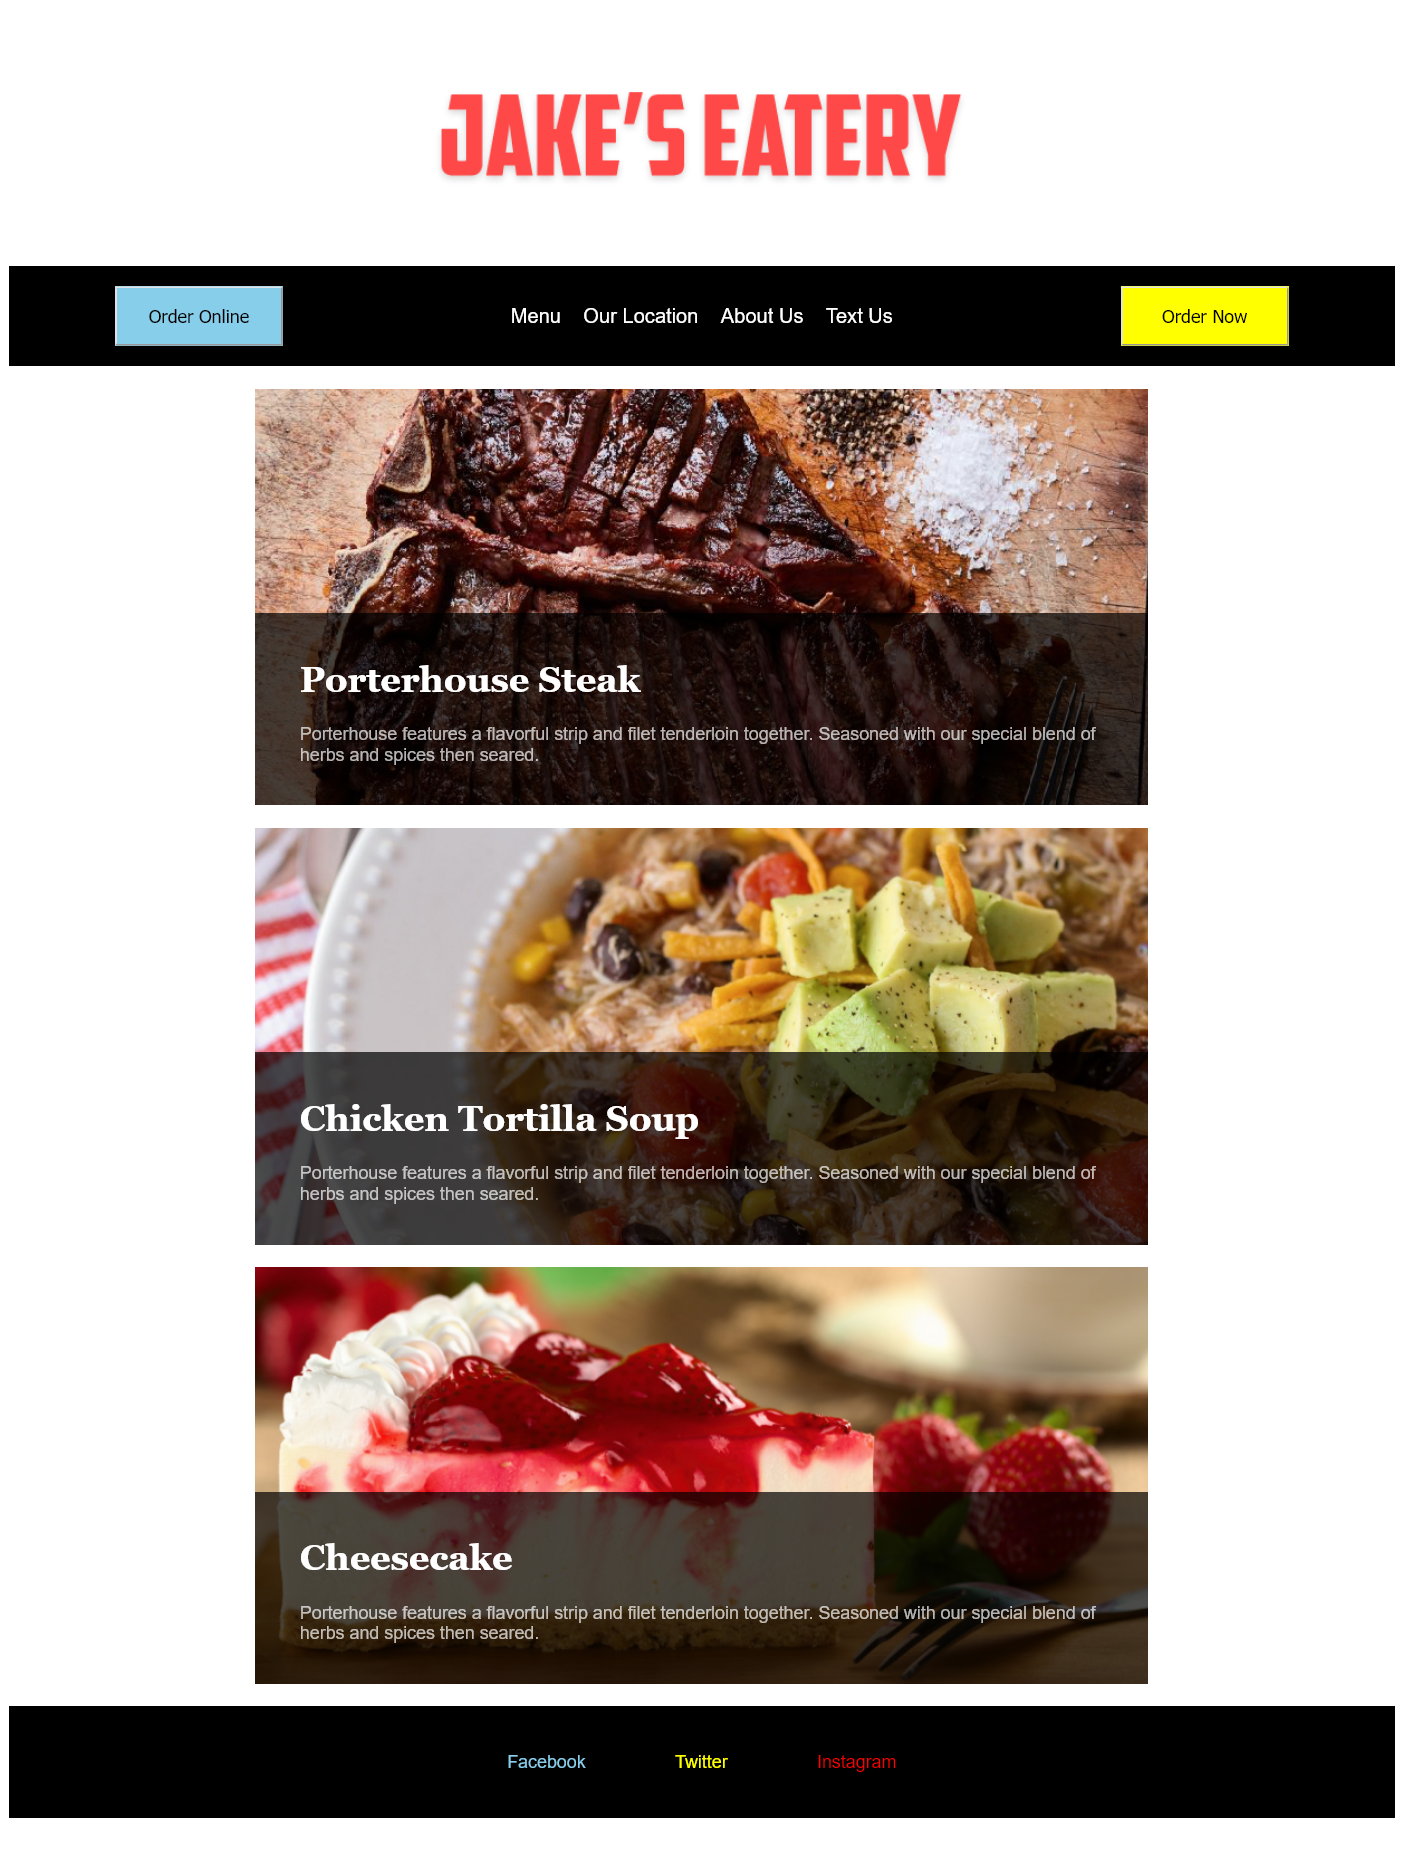 JAKE'S EATERY
Order Online Menu Our Location About Us Text Us Order Now
Porterhouse Steak
Porterhouse features a flavorful strip and filet tenderloin together. Seasoned with our special blend of
herbs and spices then seared.
Chicken Tortilla Soup
Porterhouse features a flavorful strip and filet tenderloin together. Seasoned with our special blend of
herbs and spices then seared.
Cheesecake
Porterhouse features a flavorful strip and filet tenderloin together. Seasoned with our special blend of
herbs and spices then seared.
Facebook Twitter Instagram